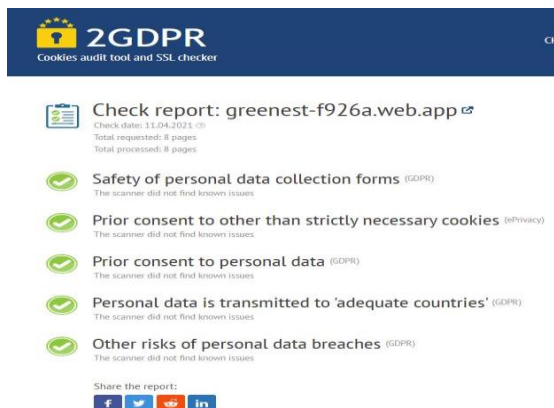 2GDPR
Cookies audit tool and SSL checker
Check report: greenest-f926a.web.app
Check date: 11.04.2021
Total requested: 8 pages
Total processed: 8 pages
Safety of personal data collection forms (GDPR)
The scanner did not find known issues
Prior consent to other than strictly necessary cookies (ePrivacy)
The scanner did not find known issues
Prior consent to personal data (GDPR)
The scanner did not find known issues
Personal data is transmitted to 'adequate countries' (GDPR)
The scanner did not find known issues
Other risks of personal data breaches (GDPR)
The scanner did not find known issues
Share the report:
f in